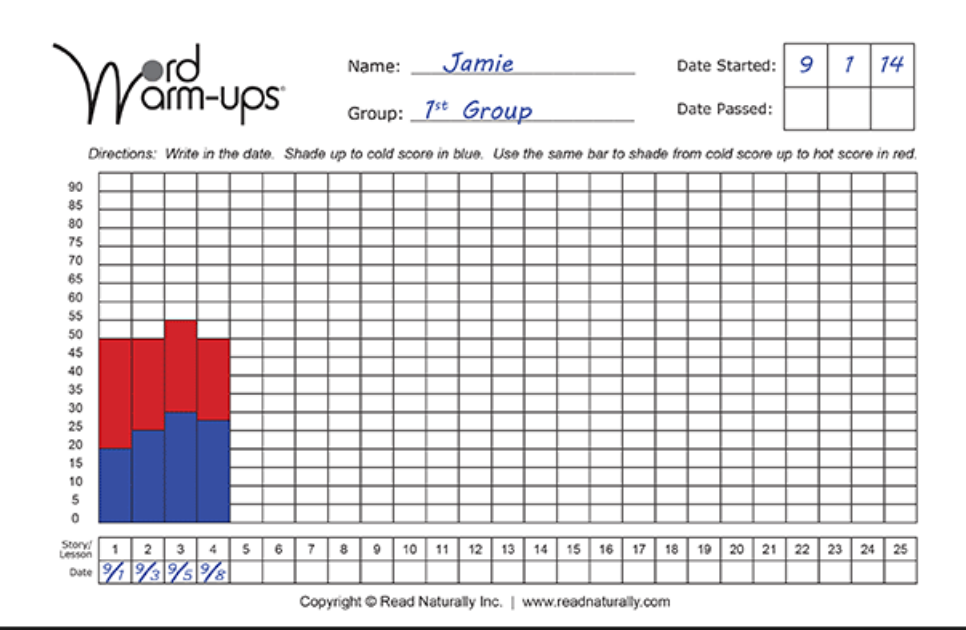 Word Warm-ups®
Name: Jamie
Group: 1st Group
Date Started: 9 1 14
Date Passed:
Directions: Write in the date. Shade up to cold score in blue. Use the same bar to shade from cold score up to hot score in red.
90
85
80
75
70
65
60
55
50
45
40
35
30
25
20
15
10
5
0
Story/
Lesson 1 2 3 4 5 6 7 8 9 10 11 12 13 14 15 16 17 18 19 20 21 22 23 24 25
Date 9/1 9/3 9/5 9/8
Copyright © Read Naturally Inc. | www.readnaturally.com